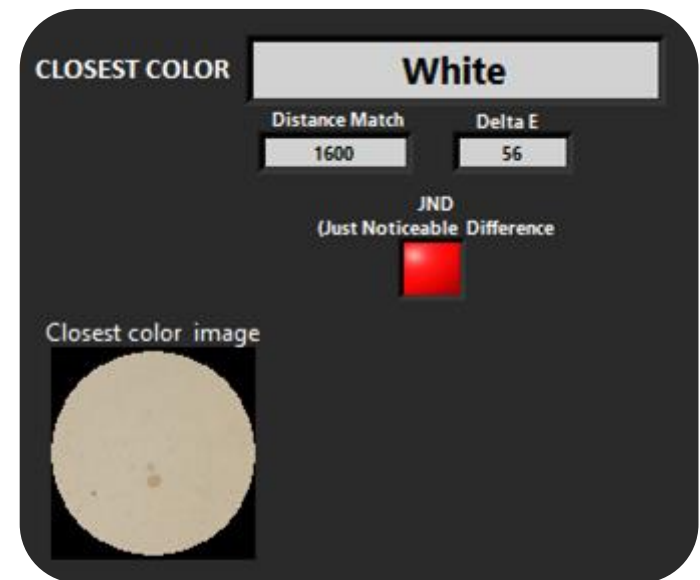 CLOSEST COLOR
White
Distance Match
Delta E
1600
56
JND
(Just Noticeable Difference
Closest color image